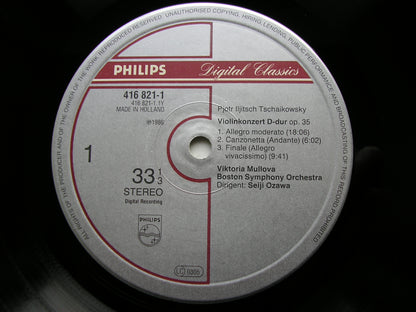 ALL RIGHTS OF THE PRODUCER AND OF THE OWNER OF THE WORK REPRODUCED RESERVED. UNAUTHORISED COPYING, HIRING, LENDING, PUBLIC PERFORMANCE AND BROADCASTING OF THIS RECORD PROHIBITED
PHILIPS
Digital Classics
416 821-1
416 821-1.1Y
MADE IN HOLLAND
℗1986
1
33 1/3
STEREO
Digital Recording
PHILIPS
Pjotr Iljitsch Tschaikowsky
Violinkonzert D-dur op. 35
1. Allegro moderato (18:06)
2. Canzonetta (Andante) (6:02)
3. Finale (Allegro
vivacissimo) (9:41)
Viktoria Mullova
Boston Symphony Orchestra
Dirigent: Seiji Ozawa
LC 0305